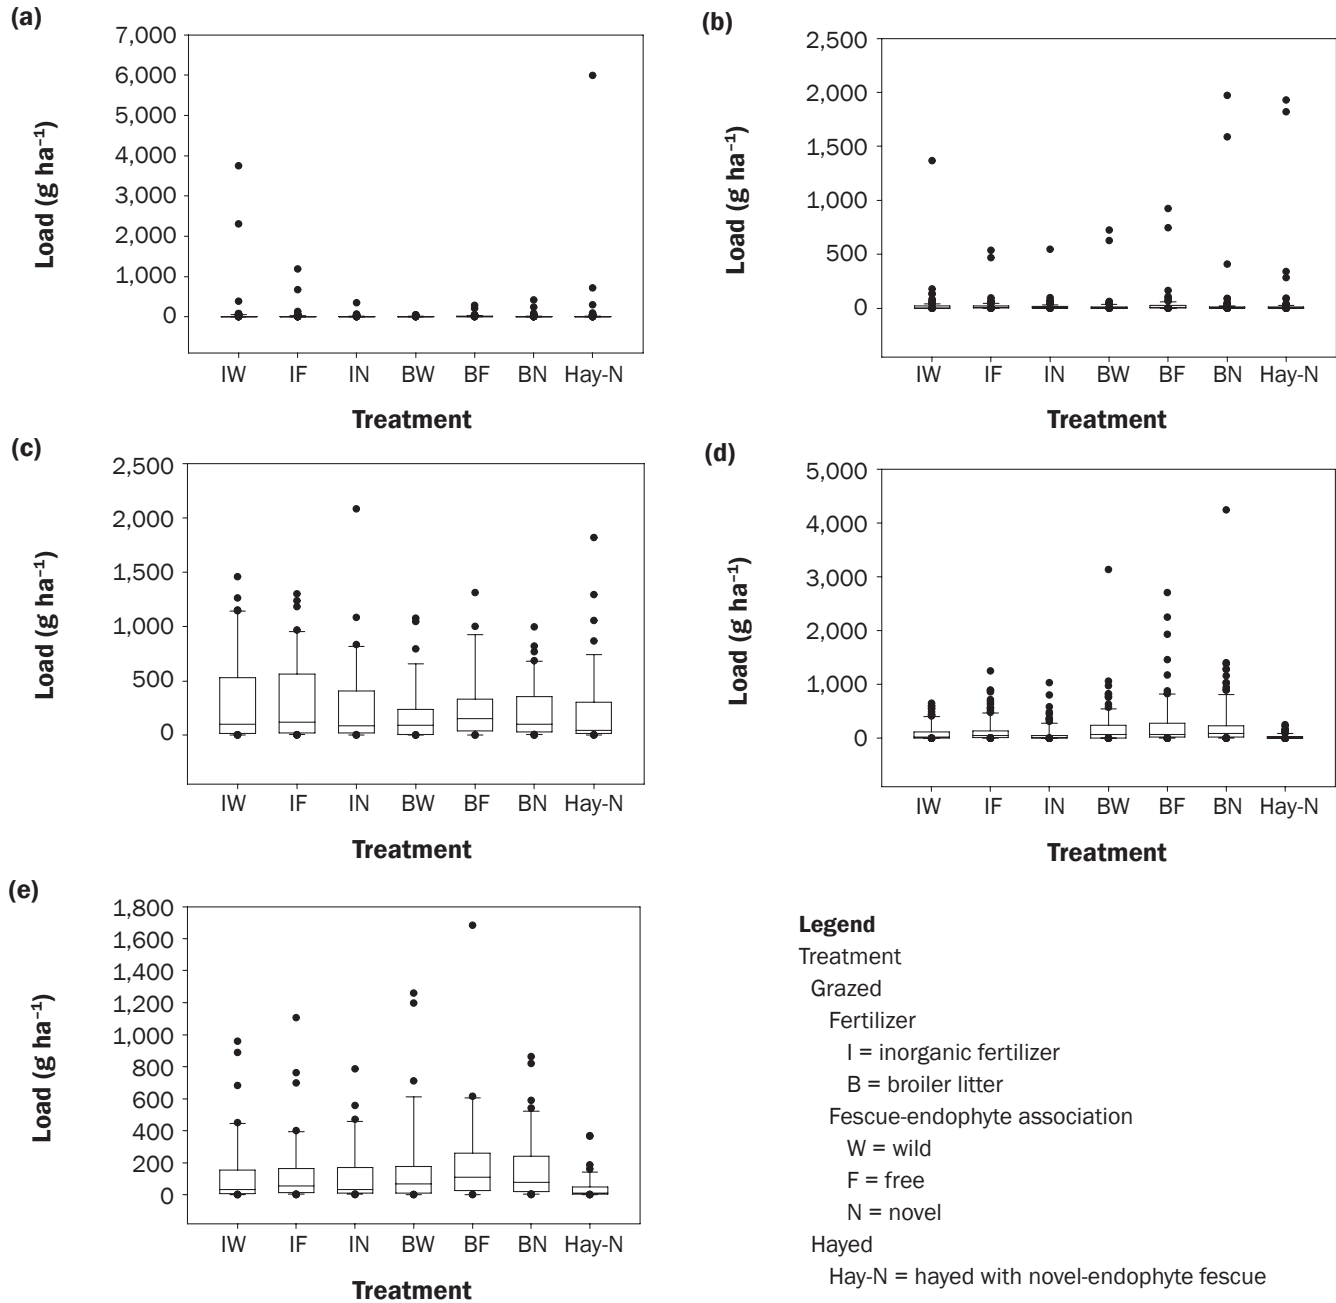 (a)
7,000
6,000
5,000
4,000
3,000
2,000
1,000
0
Load (g ha⁻¹)
IW IF IN BW BF BN Hay-N
Treatment
(b)
2,500
2,000
1,500
1,000
500
0
Load (g ha⁻¹)
IW IF IN BW BF BN Hay-N
Treatment
(c)
2,500
2,000
1,500
1,000
500
0
Load (g ha⁻¹)
IW IF IN BW BF BN Hay-N
Treatment
(d)
5,000
4,000
3,000
2,000
1,000
0
Load (g ha⁻¹)
IW IF IN BW BF BN Hay-N
Treatment
(e)
1,800
1,600
1,400
1,200
1,000
800
600
400
200
0
Load (g ha⁻¹)
IW IF IN BW BF BN Hay-N
Treatment
Legend
Treatment
Grazed
Fertilizer
I = inorganic fertilizer
B = broiler litter
Fescue-endophyte association
W = wild
F = free
N = novel
Hayed
Hay-N = hayed with novel-endophyte fescue